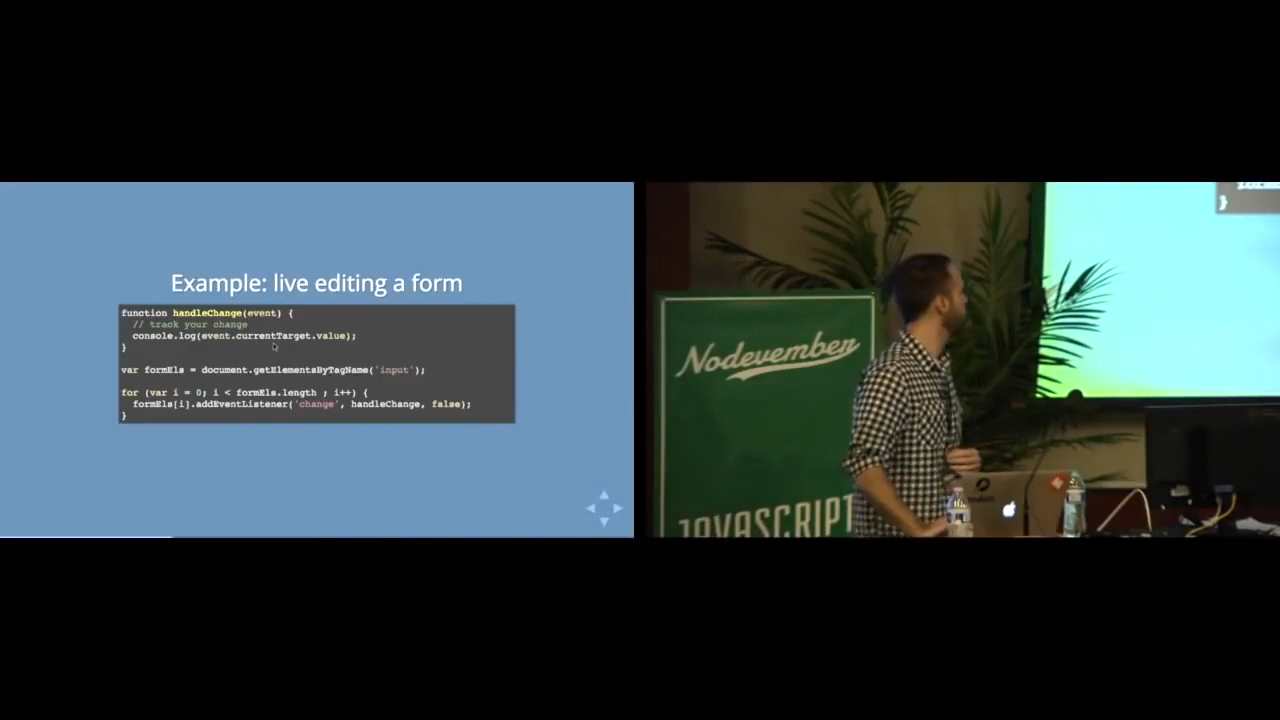 Example: live editing a form
function handleChange(event) {
  // track your change
  console.log(event.currentTarget.value);
}
var formEls = document.getElementsByTagName('input');
for (var i = 0; i < formEls.length ; i++) {
  formEls[i].addEventListener('change', handleChange, false);
}
}
Nodevember
JAVASCRIPT